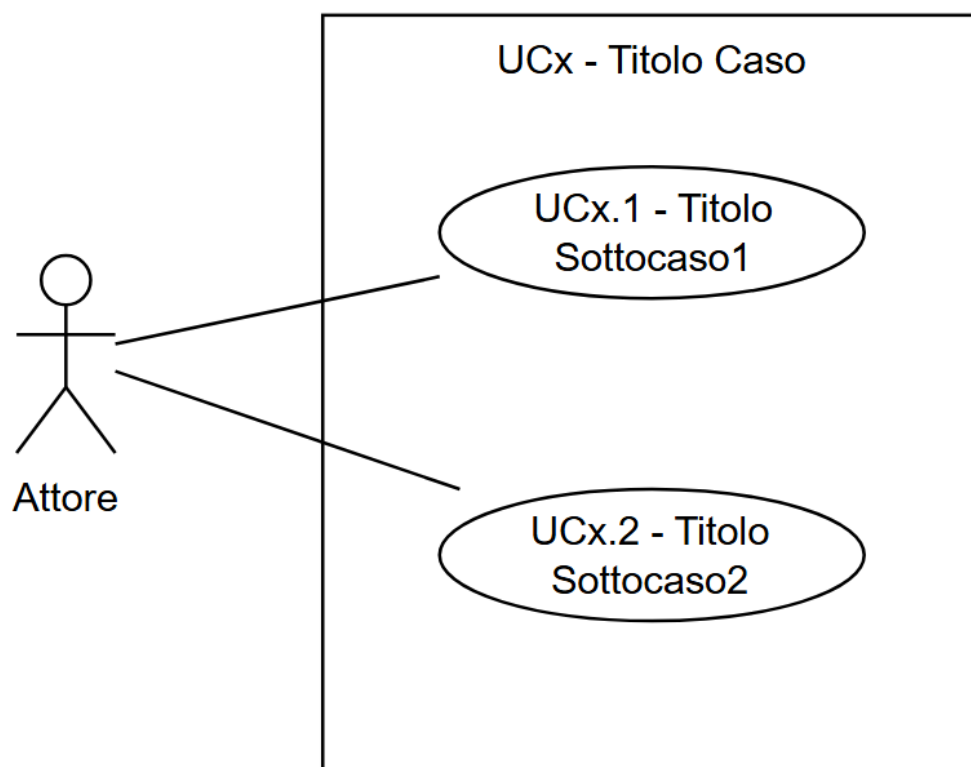 UCx - Titolo Caso
UCx.1 - Titolo
Sottocaso1
Attore
UCx.2 - Titolo
Sottocaso2